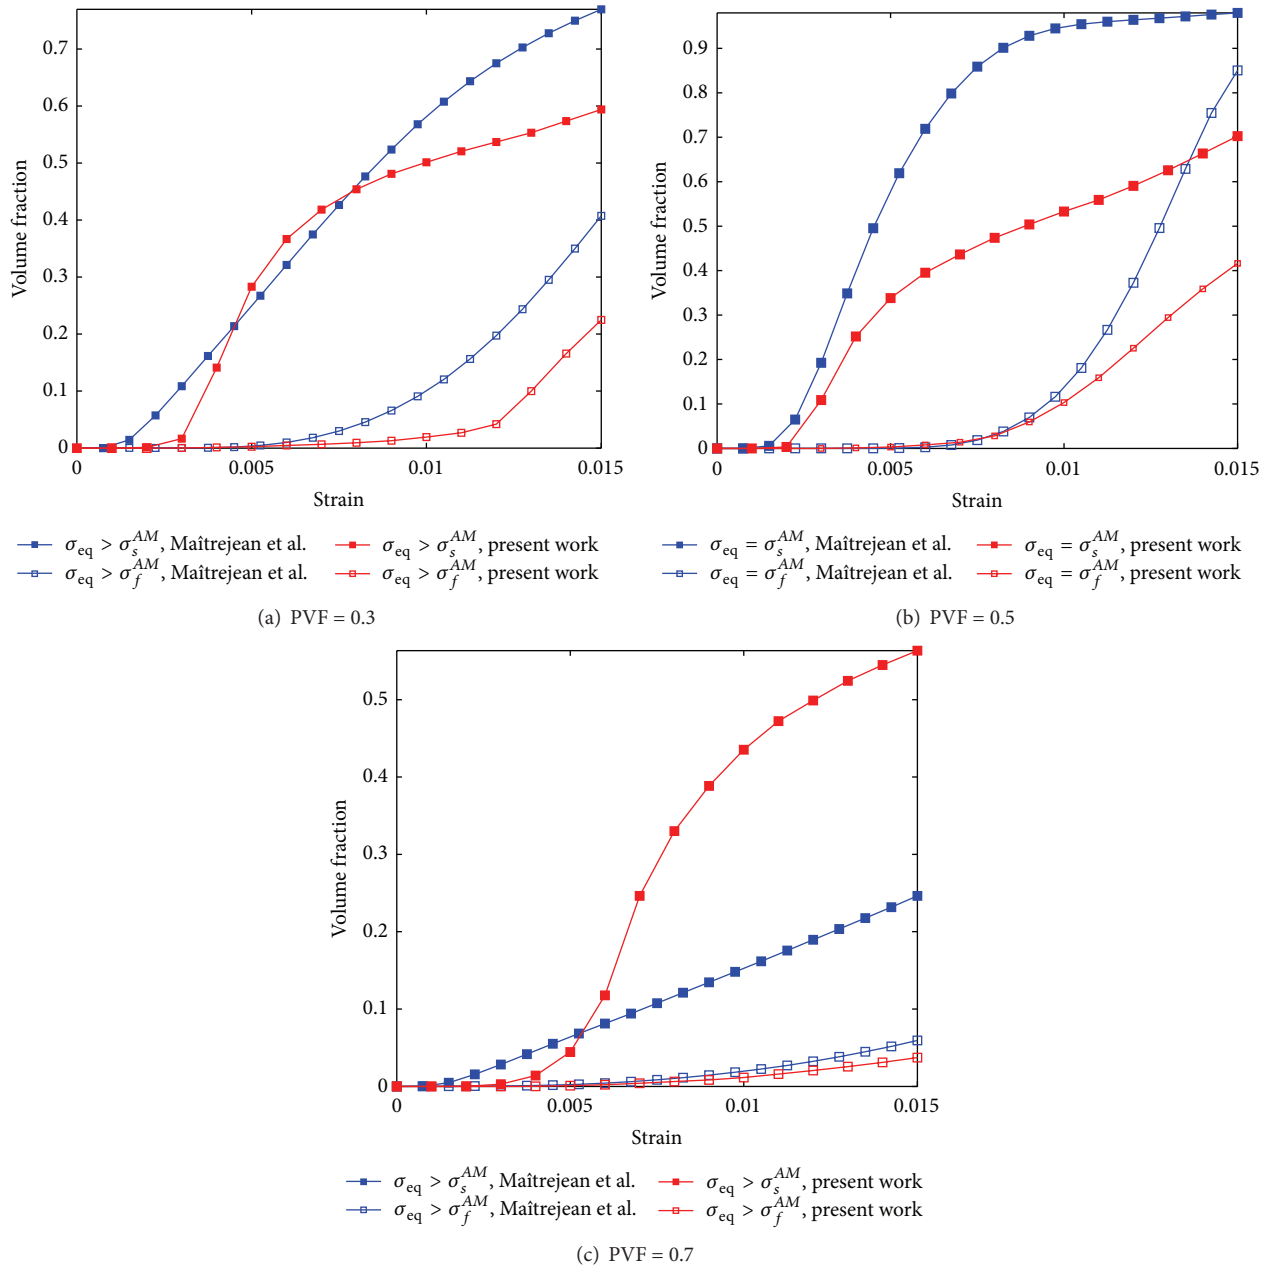 0.7
0.6
0.5
0.4
0.3
0.2
0.1
0
Volume fraction
0 0.005 0.01 0.015
Strain
σeq > σsAM, Maîtrejean et al.
σeq > σfAM, Maîtrejean et al.
σeq > σsAM, present work
σeq > σfAM, present work
(a) PVF = 0.3
0.9
0.8
0.7
0.6
0.5
0.4
0.3
0.2
0.1
0
Volume fraction
0 0.005 0.01 0.015
Strain
σeq = σsAM, Maîtrejean et al.
σeq = σfAM, Maîtrejean et al.
σeq = σsAM, present work
σeq = σfAM, present work
(b) PVF = 0.5
0.5
0.4
0.3
0.2
0.1
0
Volume fraction
0 0.005 0.01 0.015
Strain
σeq > σsAM, Maîtrejean et al.
σeq > σfAM, Maîtrejean et al.
σeq > σsAM, present work
σeq > σfAM, present work
(c) PVF = 0.7